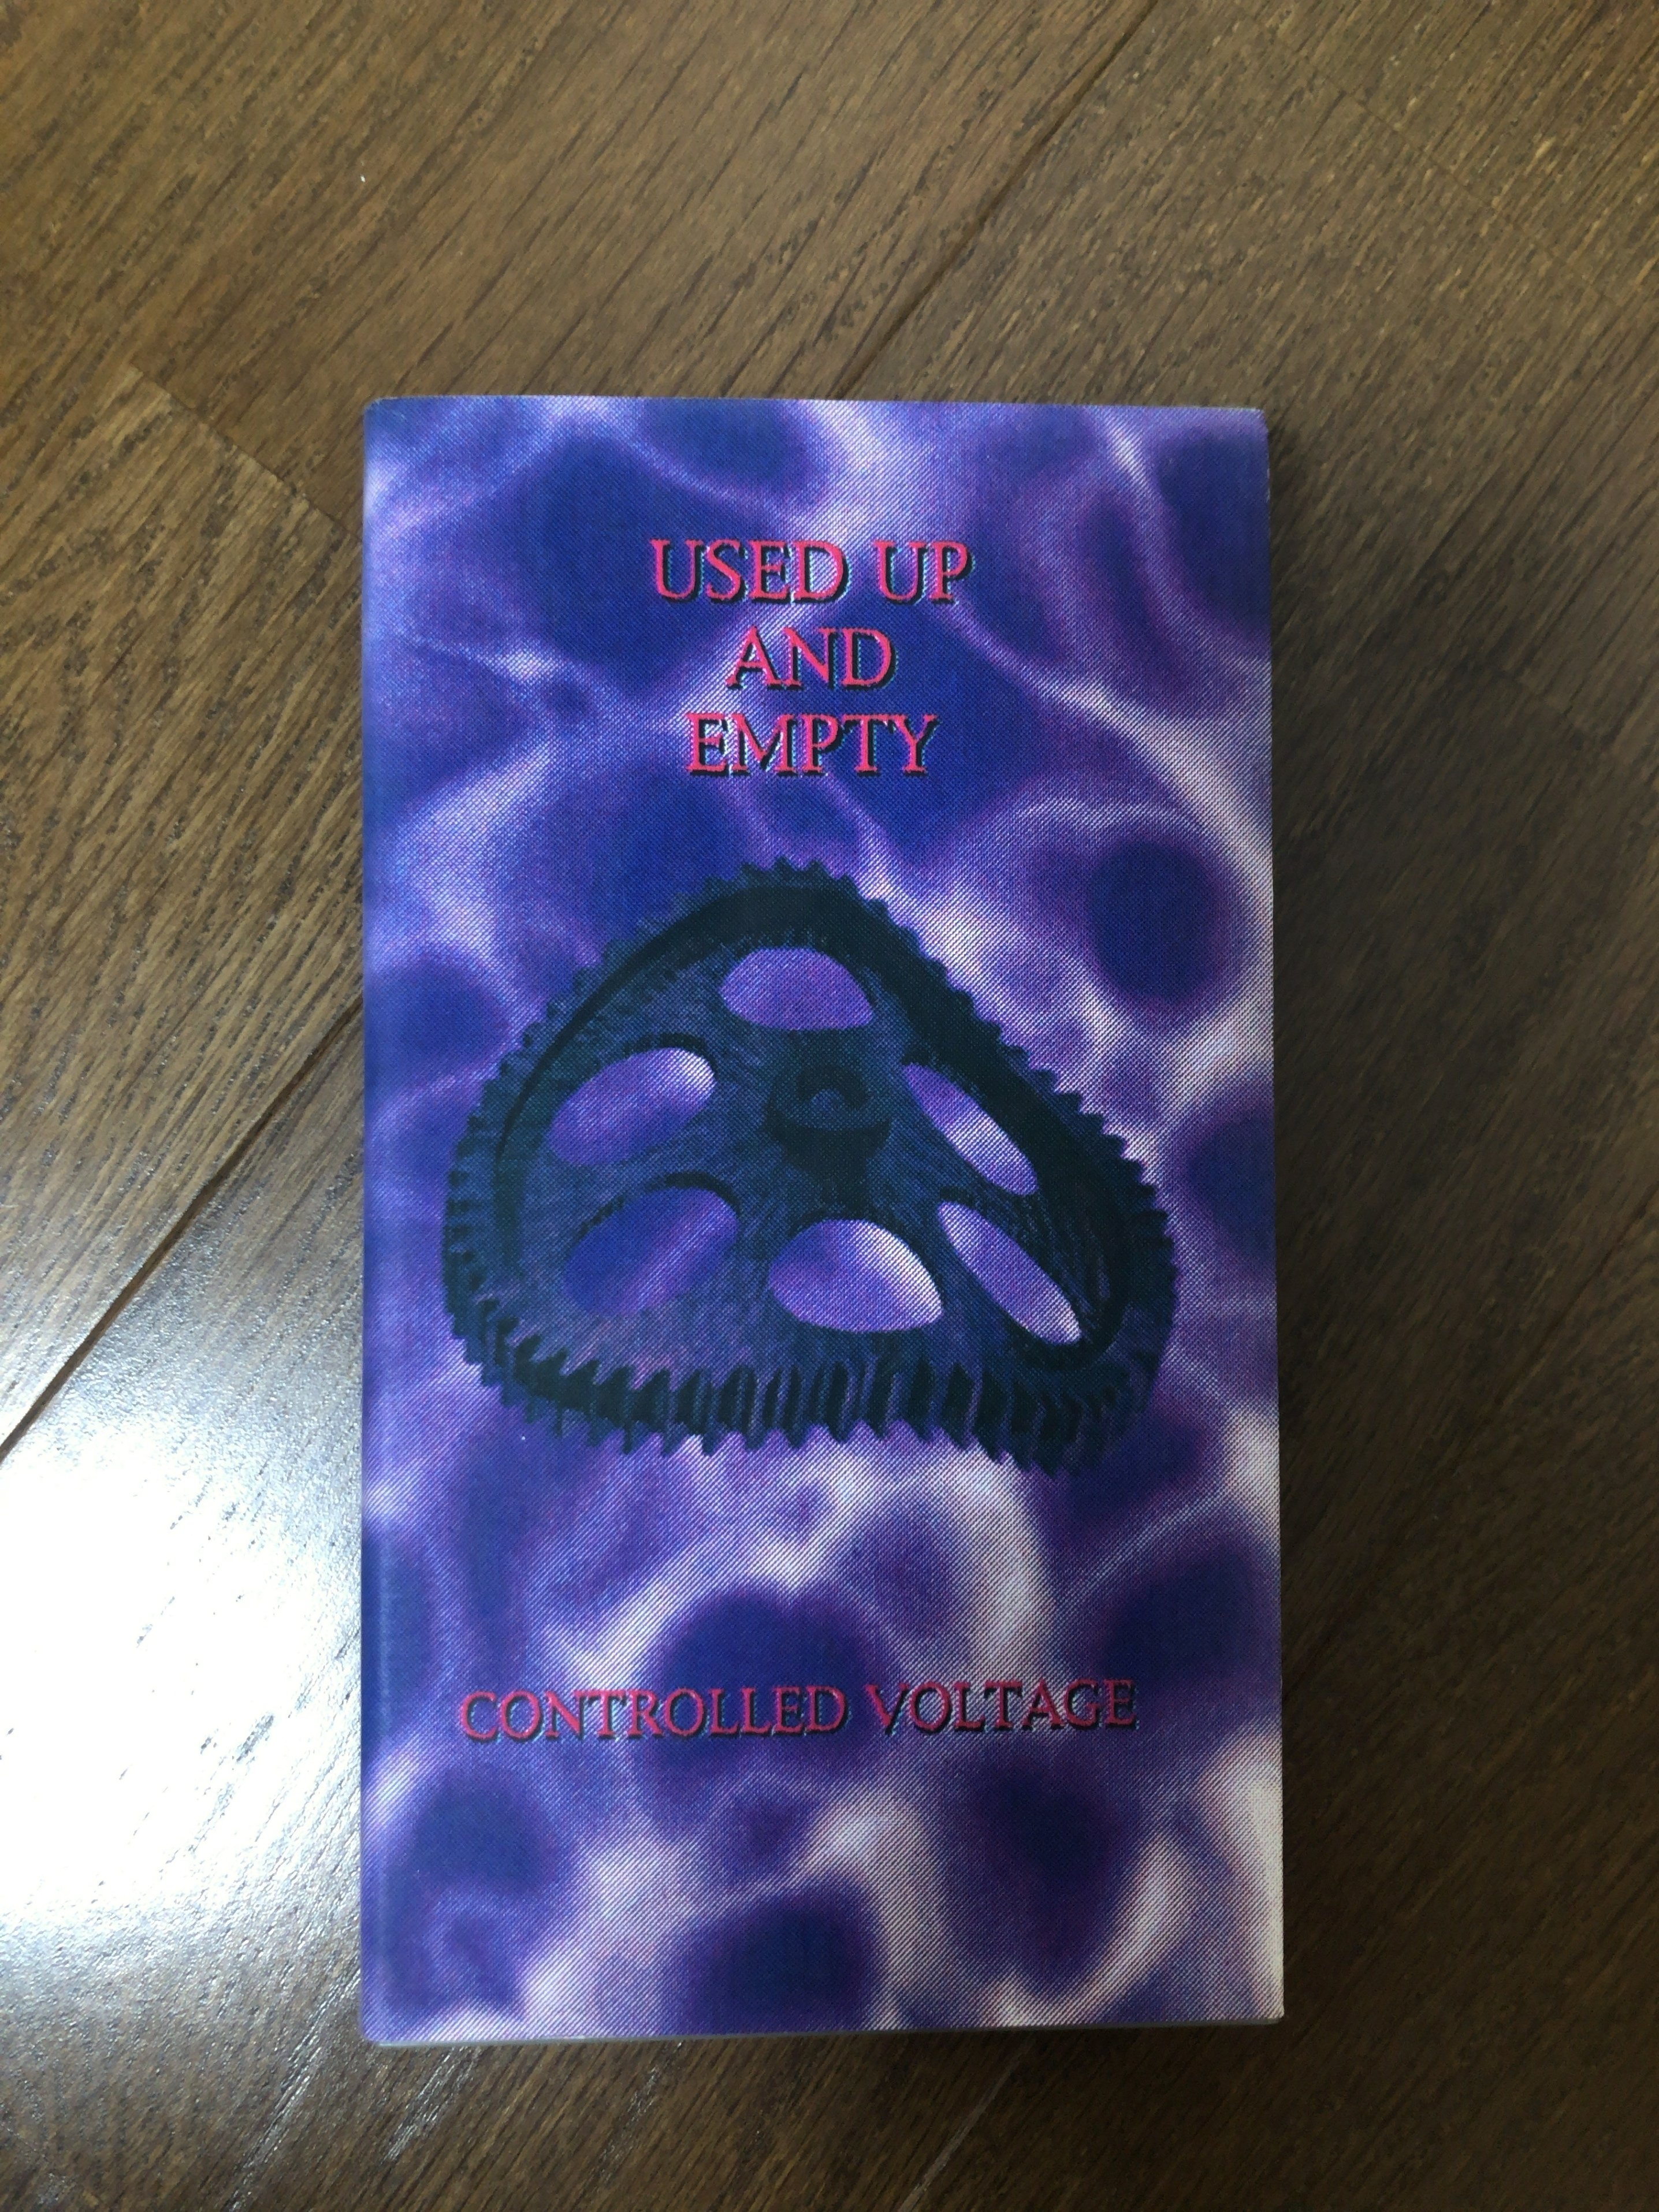 USED UP
AND
EMPTY
CONTROLLED VOLTAGE